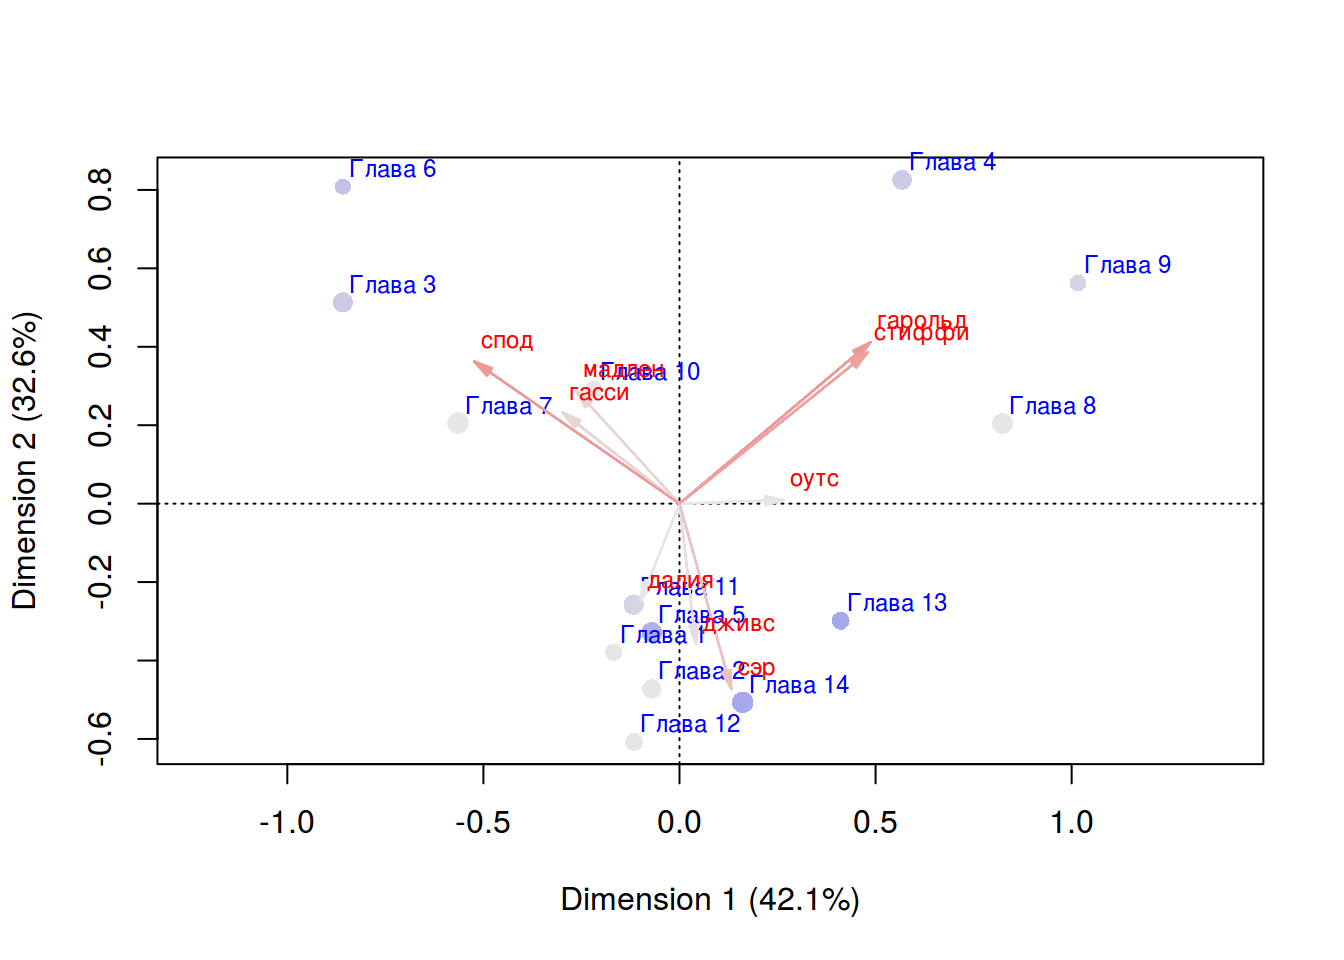 Глава 6
Глава 4
Глава 9
Глава 3
гарольд
стиффи
спод
мадлен
Глава 10
гасси
Глава 7
Глава 8
оутс
далия
Глава 11
Глава 5
дживс
Глава 13
Глава 1
сэр
Глава 2
Глава 14
Глава 12
0.8
0.6
0.4
0.2
0.0
-0.2
-0.6
Dimension 2 (32.6%)
-1.0
-0.5
0.0
0.5
1.0
Dimension 1 (42.1%)